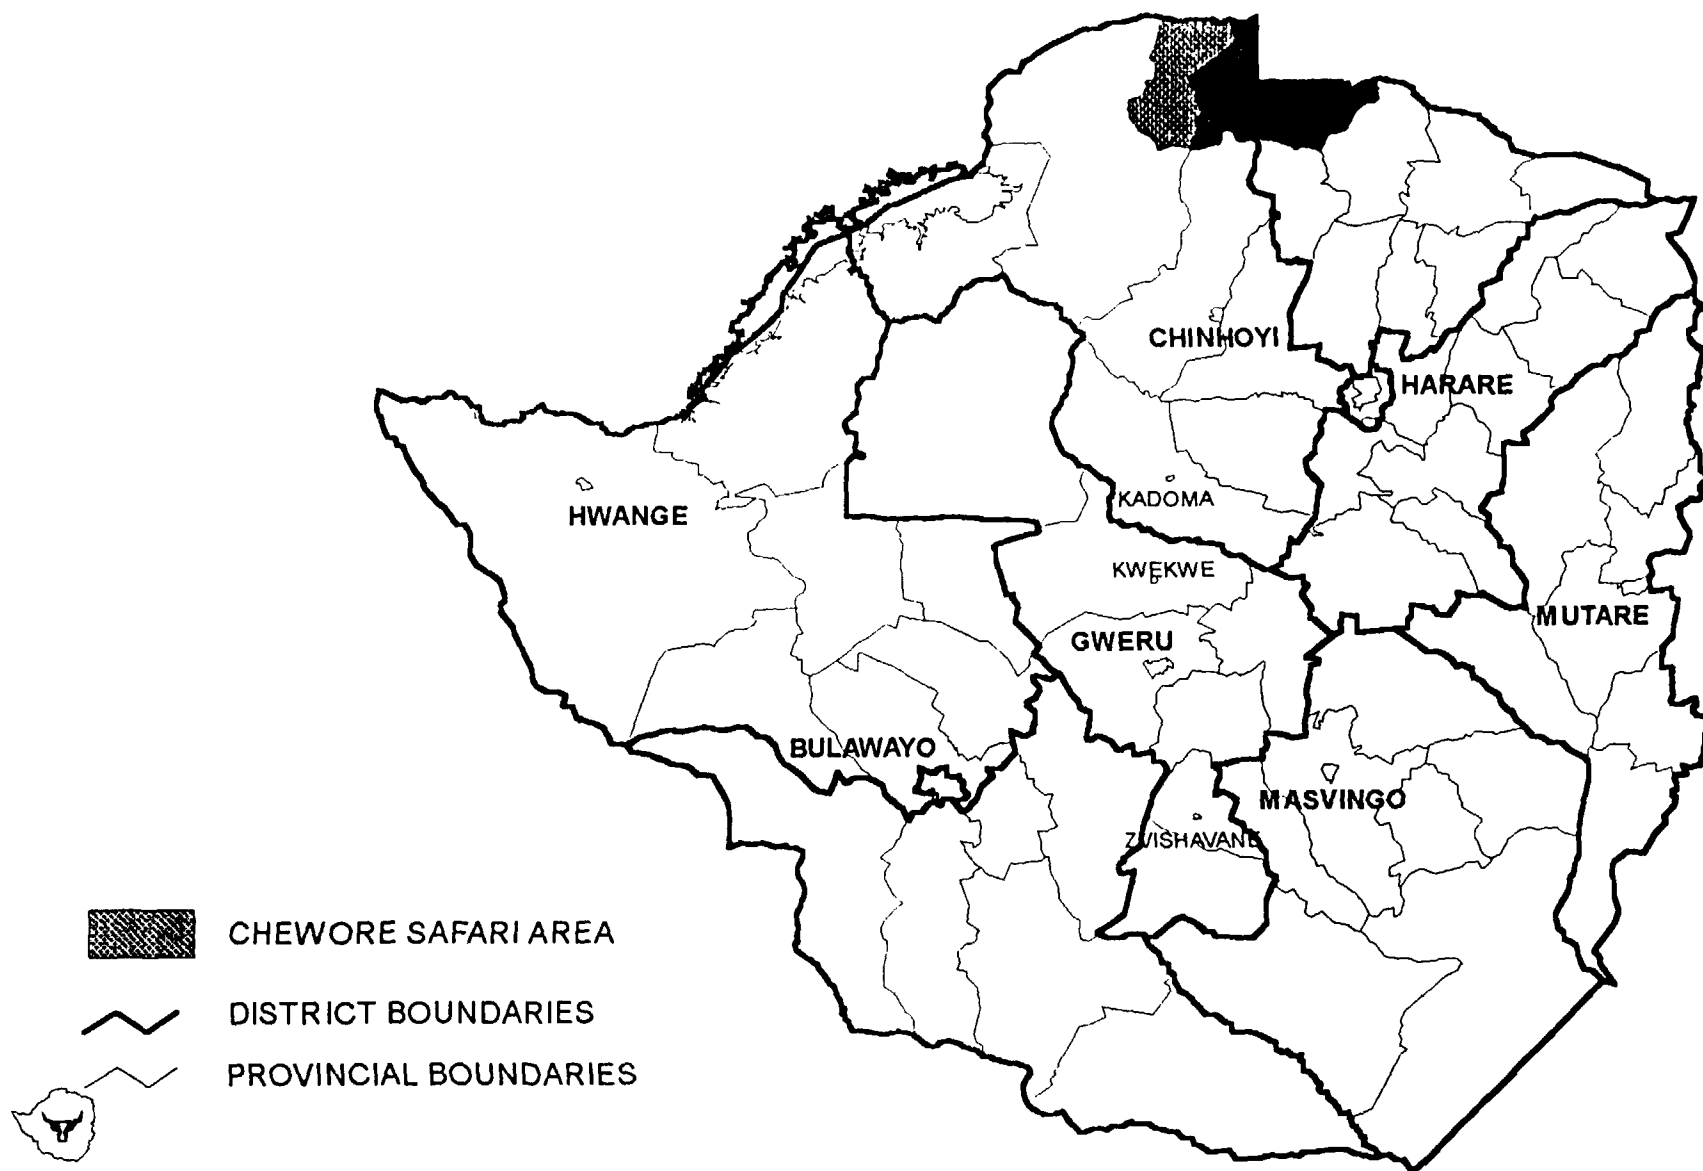 CHINHOYI
HARARE
KADOMA
HWANGE
KWEKWE
GWERU
MUTARE
BULAWAYO
MASVINGO
ZVISHAVANE
CHEWORE SAFARI AREA
DISTRICT BOUNDARIES
PROVINCIAL BOUNDARIES